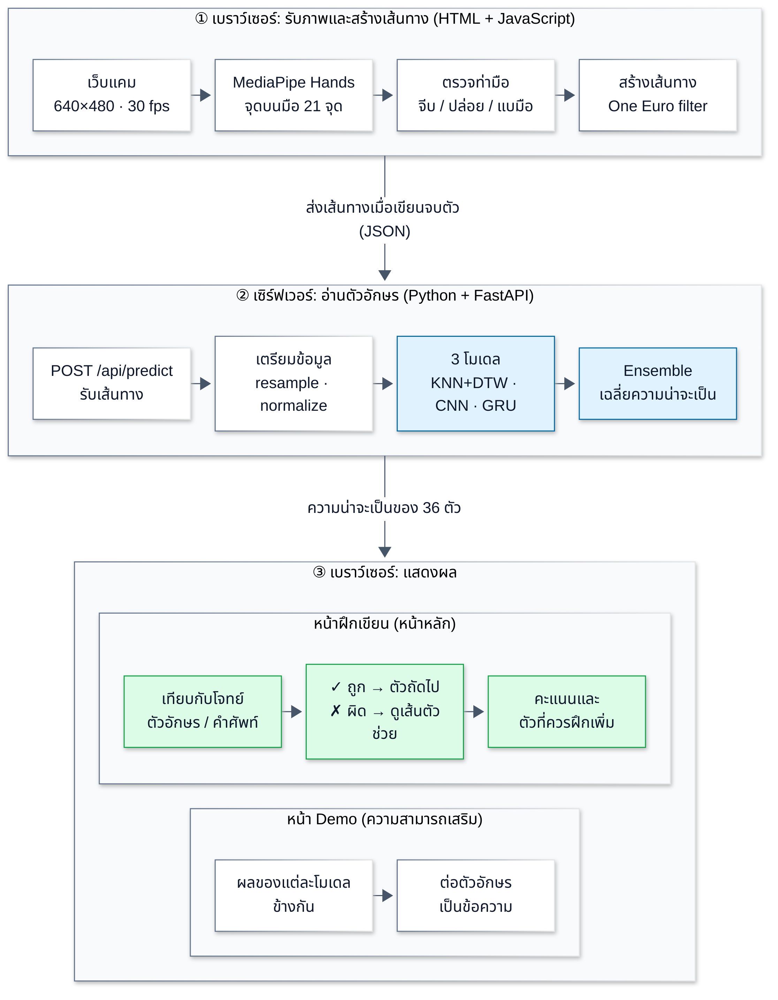 ① เบราว์เซอร์: รับภาพและสร้างเส้นทาง (HTML + JavaScript)
เว็บแคม
640×480 · 30 fps
MediaPipe Hands
จุดบนมือ 21 จุด
ตรวจท่ามือ
จีบ / ปล่อย / แบมือ
สร้างเส้นทาง
One Euro filter
ส่งเส้นทางเมื่อเขียนจบตัว
(JSON)
② เซิร์ฟเวอร์: อ่านตัวอักษร (Python + FastAPI)
POST /api/predict
รับเส้นทาง
เตรียมข้อมูล
resample ·
normalize
3 โมเดล
KNN+DTW ·
CNN · GRU
Ensemble
เฉลี่ยความน่าจะเป็น
ความน่าจะเป็นของ 36 ตัว
③ เบราว์เซอร์: แสดงผล
หน้าฝึกเขียน (หน้าหลัก)
เทียบกับโจทย์
ตัวอักษร / คำศัพท์
✓ ถูก → ตัวถัดไป
✗ ผิด → ดูเส้นตัว
ช่วย
คะแนนและ
ตัวที่ควรฝึกเพิ่ม
หน้า Demo (ความสามารถเสริม)
ผลของแต่ละโมเดล
ข้างกัน
ต่อตัวอักษร
เป็นข้อความ